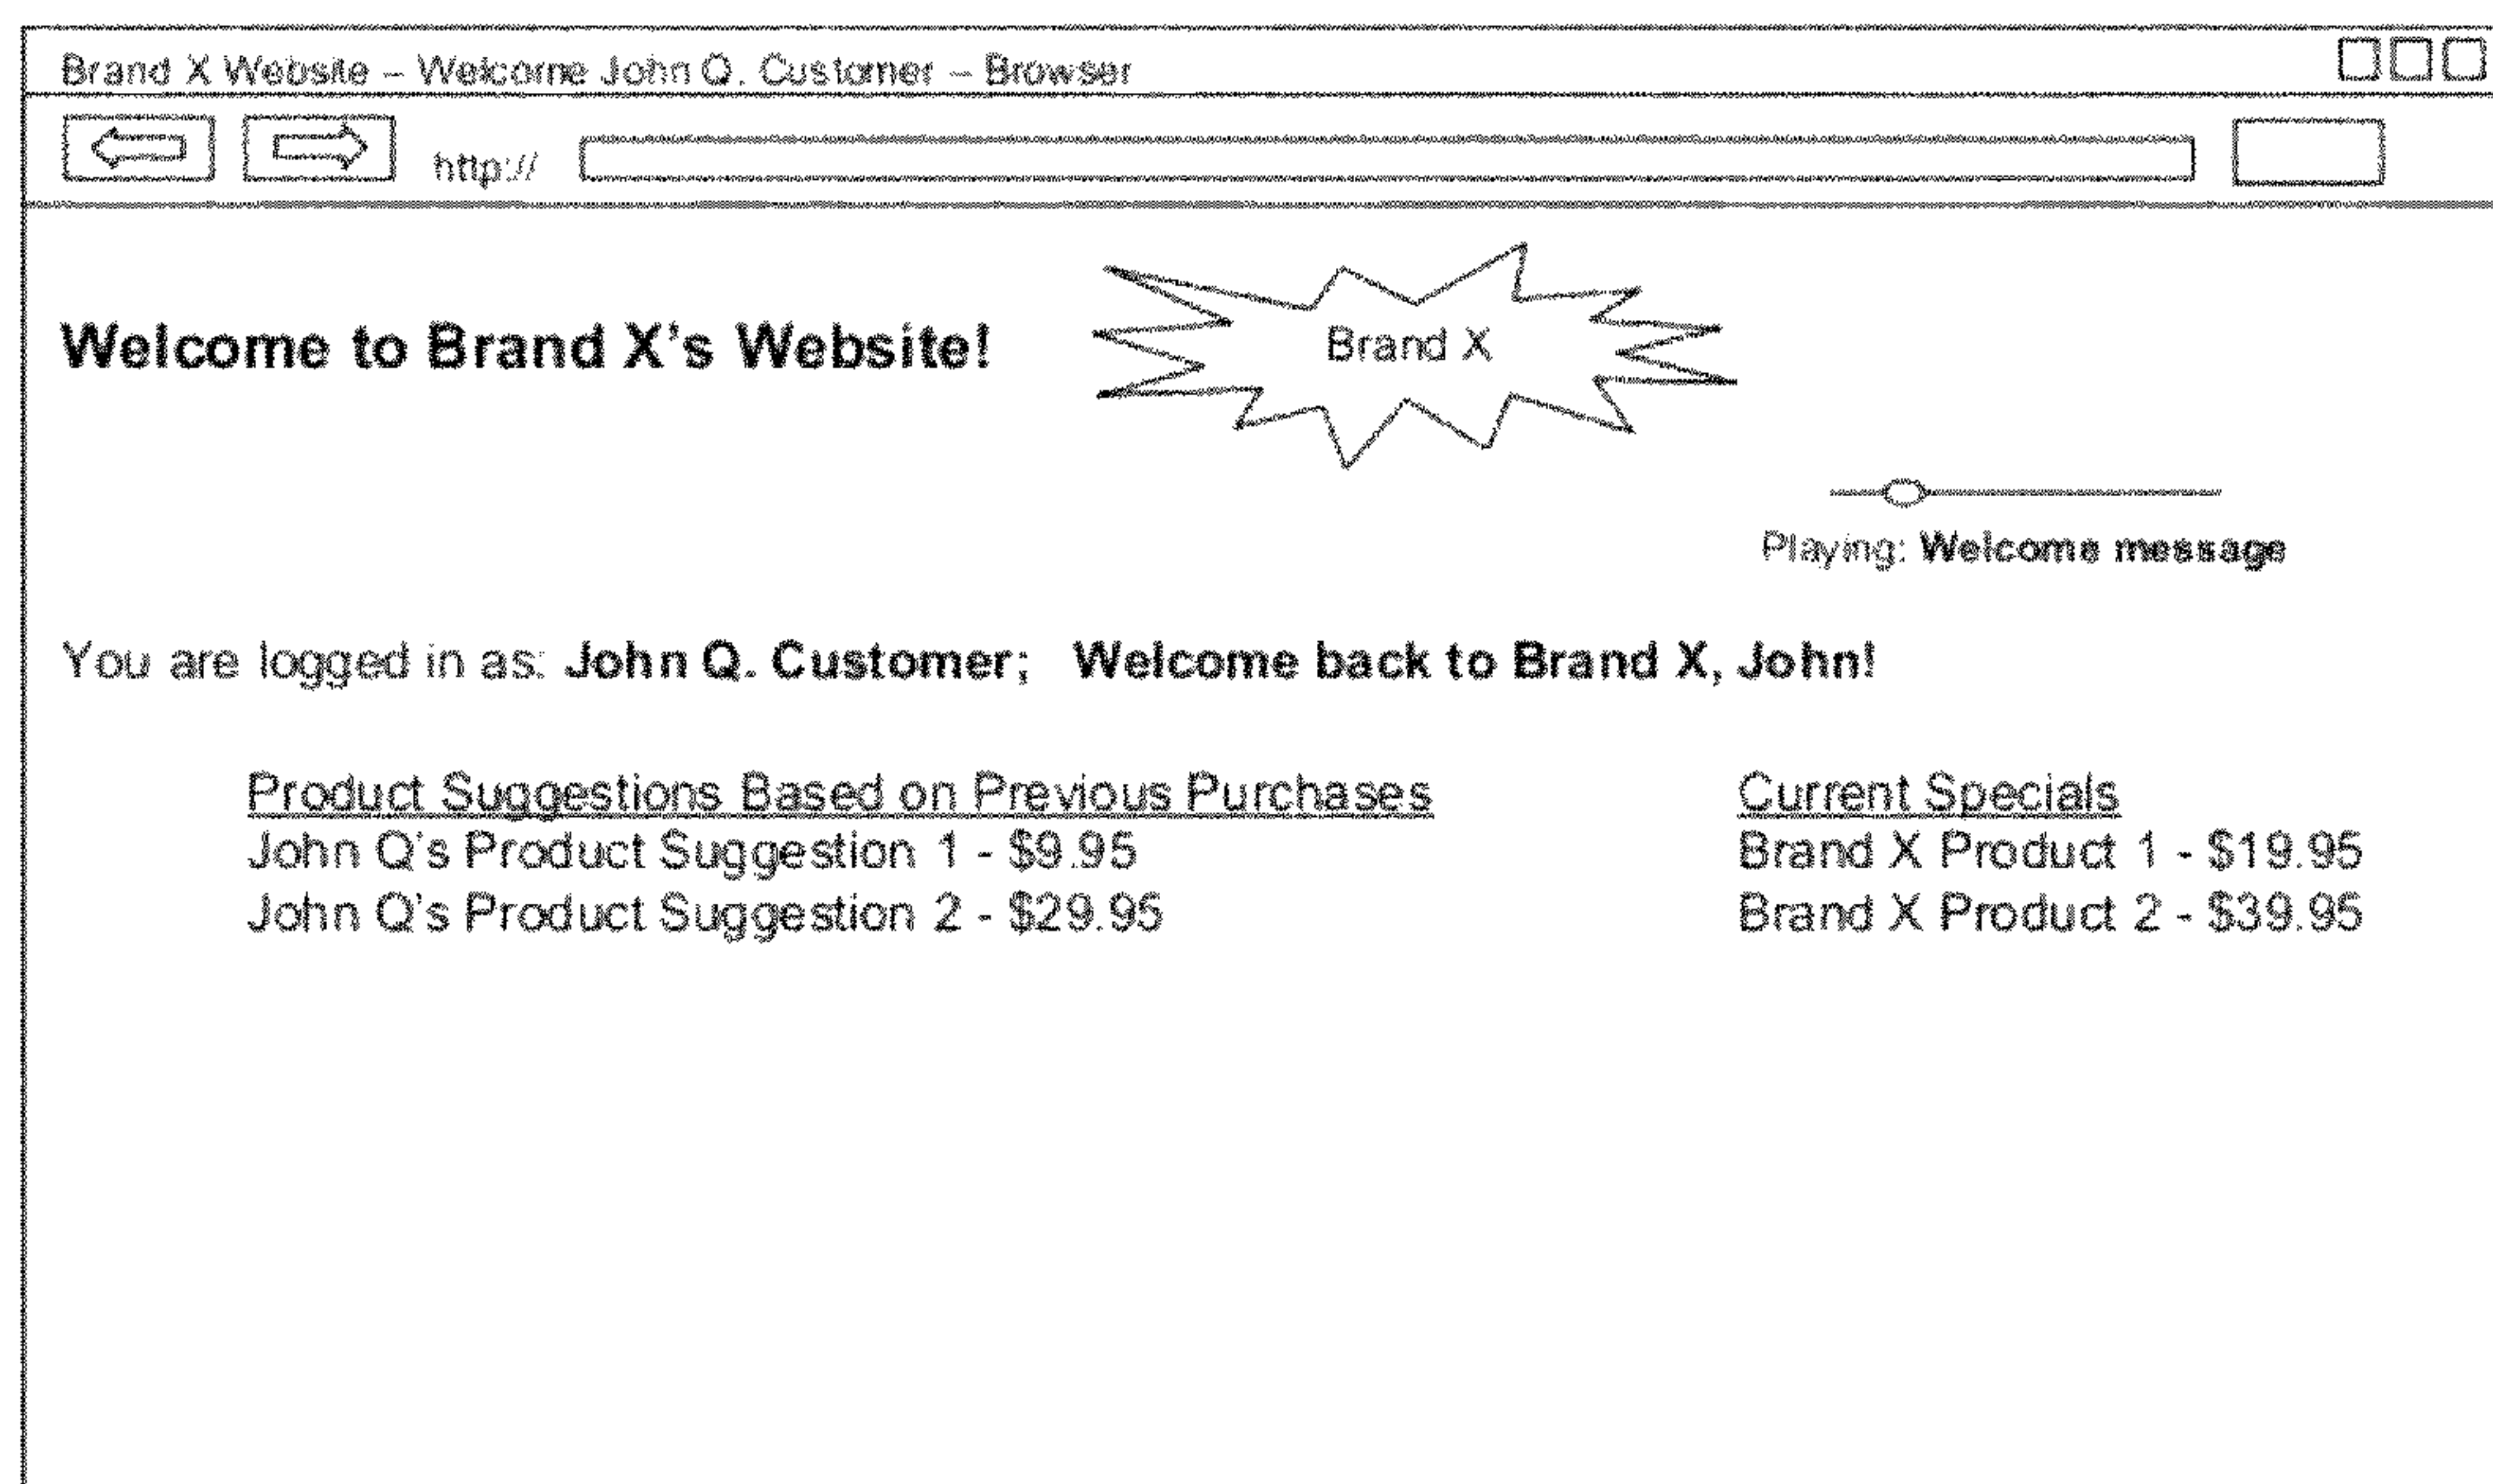 Brand X Website – Welcome John Q. Customer – Browser
http://
Welcome to Brand X's Website!
Brand X
Playing: Welcome message
You are logged in as: John Q. Customer; Welcome back to Brand X, John!
Product Suggestions Based on Previous Purchases
John Q's Product Suggestion 1 - $9.95
John Q's Product Suggestion 2 - $29.95
Current Specials
Brand X Product 1 - $19.95
Brand X Product 2 - $39.95